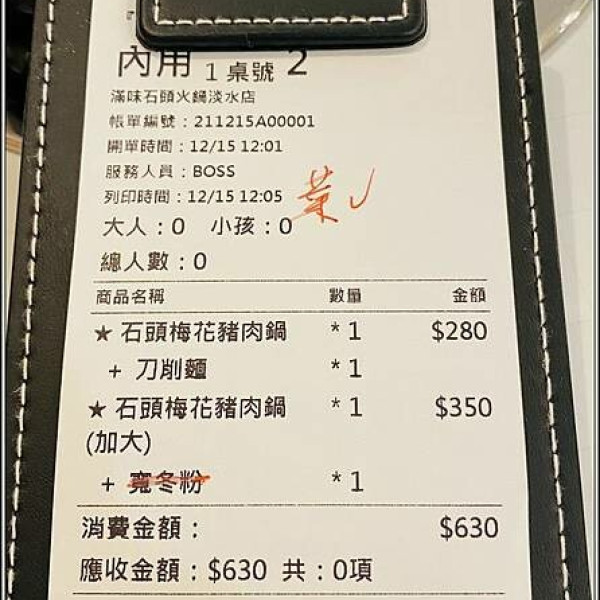 內用 1 桌號 2
滿味石頭火鍋淡水店
帳單編號：211215A00001
開單時間：12/15 12:01
服務人員：BOSS
列印時間：12/15 12:05
菜✓
大人：0 小孩：0
總人數：0
商品名稱 數量 金額
★ 石頭梅花豬肉鍋 * 1 $280
+ 刀削麵 * 1
★ 石頭梅花豬肉鍋 * 1 $350
(加大)
+ 寬冬粉 * 1
消費金額： $630
應收金額：$630 共：0項